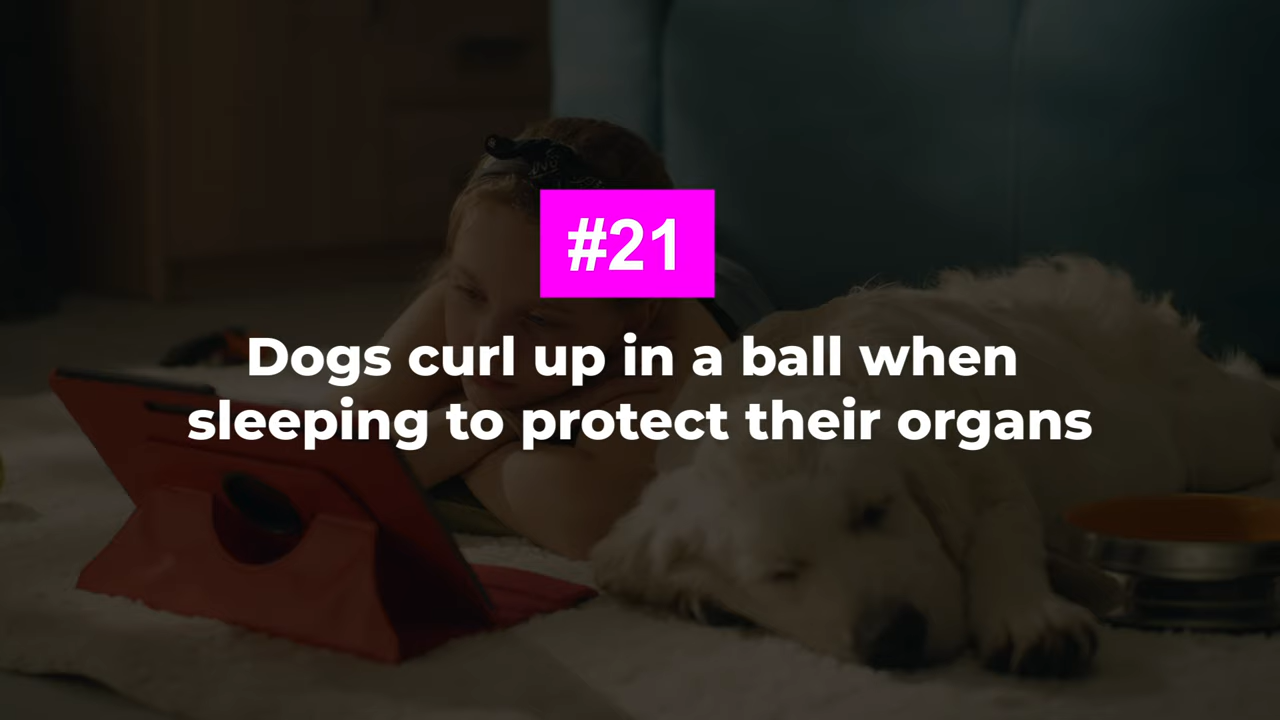 #21
Dogs curl up in a ball when
sleeping to protect their organs